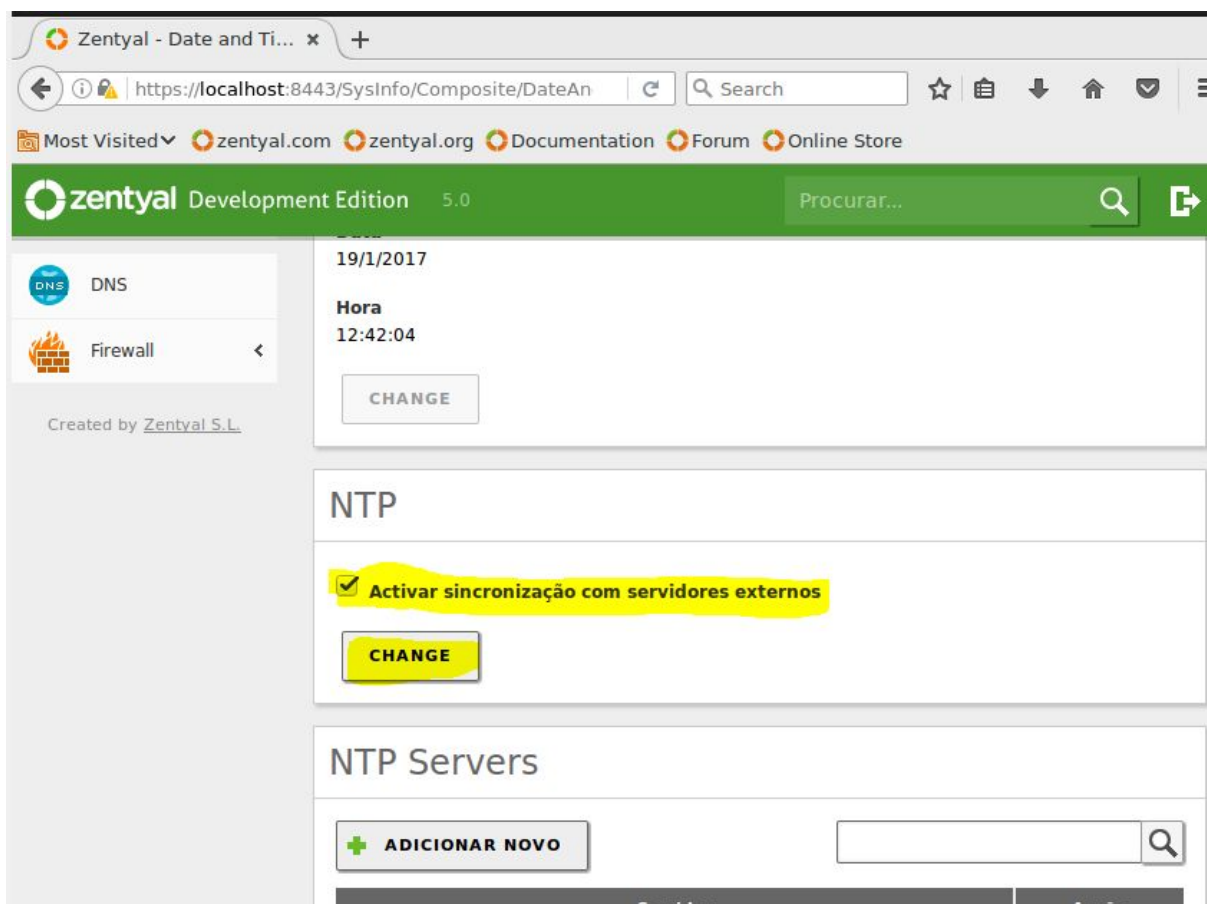 Zentyal - Date and Ti...
https://localhost:8443/SysInfo/Composite/DateAn
Search
Most Visited
zentyal.com
zentyal.org
Documentation
Forum
Online Store
zentyal Development Edition 5.0
Procurar...
DNS
DNS
Firewall
Created by Zentyal S.L.
19/1/2017
Hora
12:42:04
CHANGE
NTP
Activar sincronização com servidores externos
CHANGE
NTP Servers
ADICIONAR NOVO